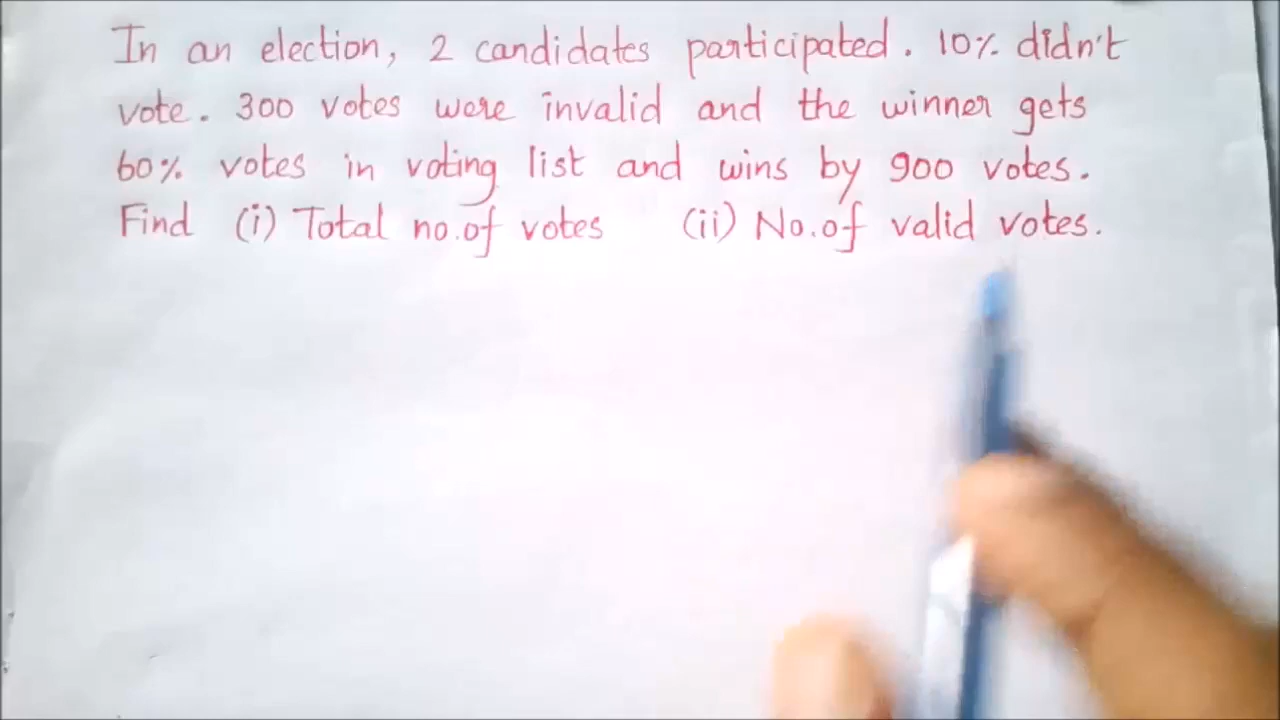 In an election, 2 candidates participated. 10% didn't
vote. 300 votes were invalid and the winner gets
60% votes in voting list and wins by 900 votes.
Find (i) Total no.of votes (ii) No.of valid votes.